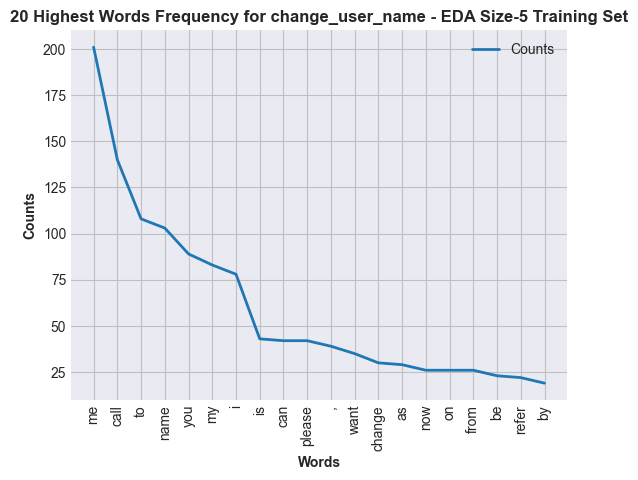 20 Highest Words Frequency for change_user_name - EDA Size-5 Training Set
Counts
200
175
150
125
100
75
50
25
Counts
me
call
to
name
you
my
i
is
can
please
,
want
change
as
now
on
from
be
refer
by
Words